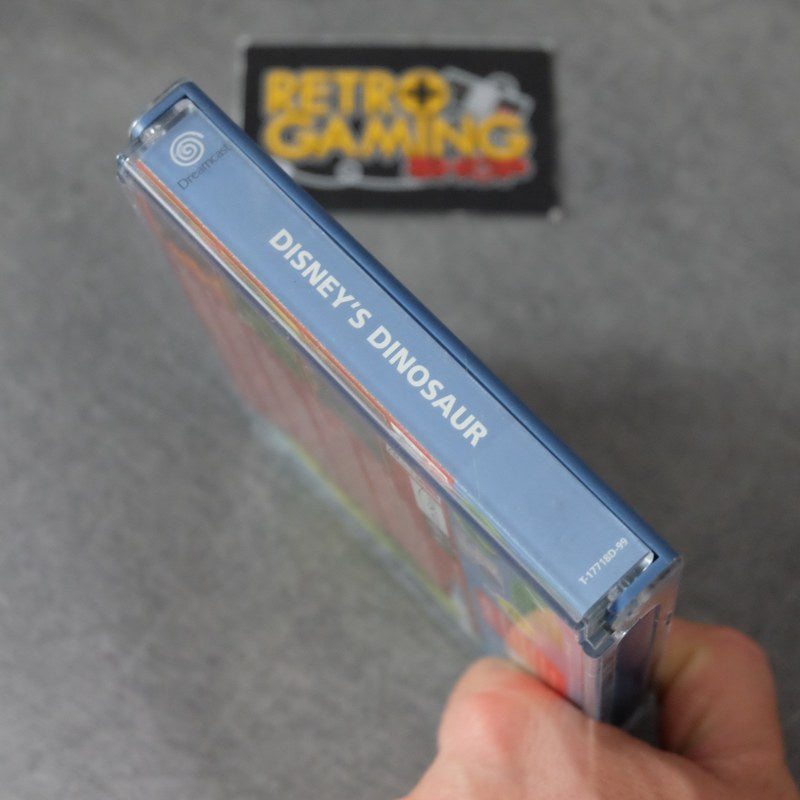 RETRO
GAMING
SHOP
Dreamcast
DISNEY'S DINOSAUR
T-17718D-99